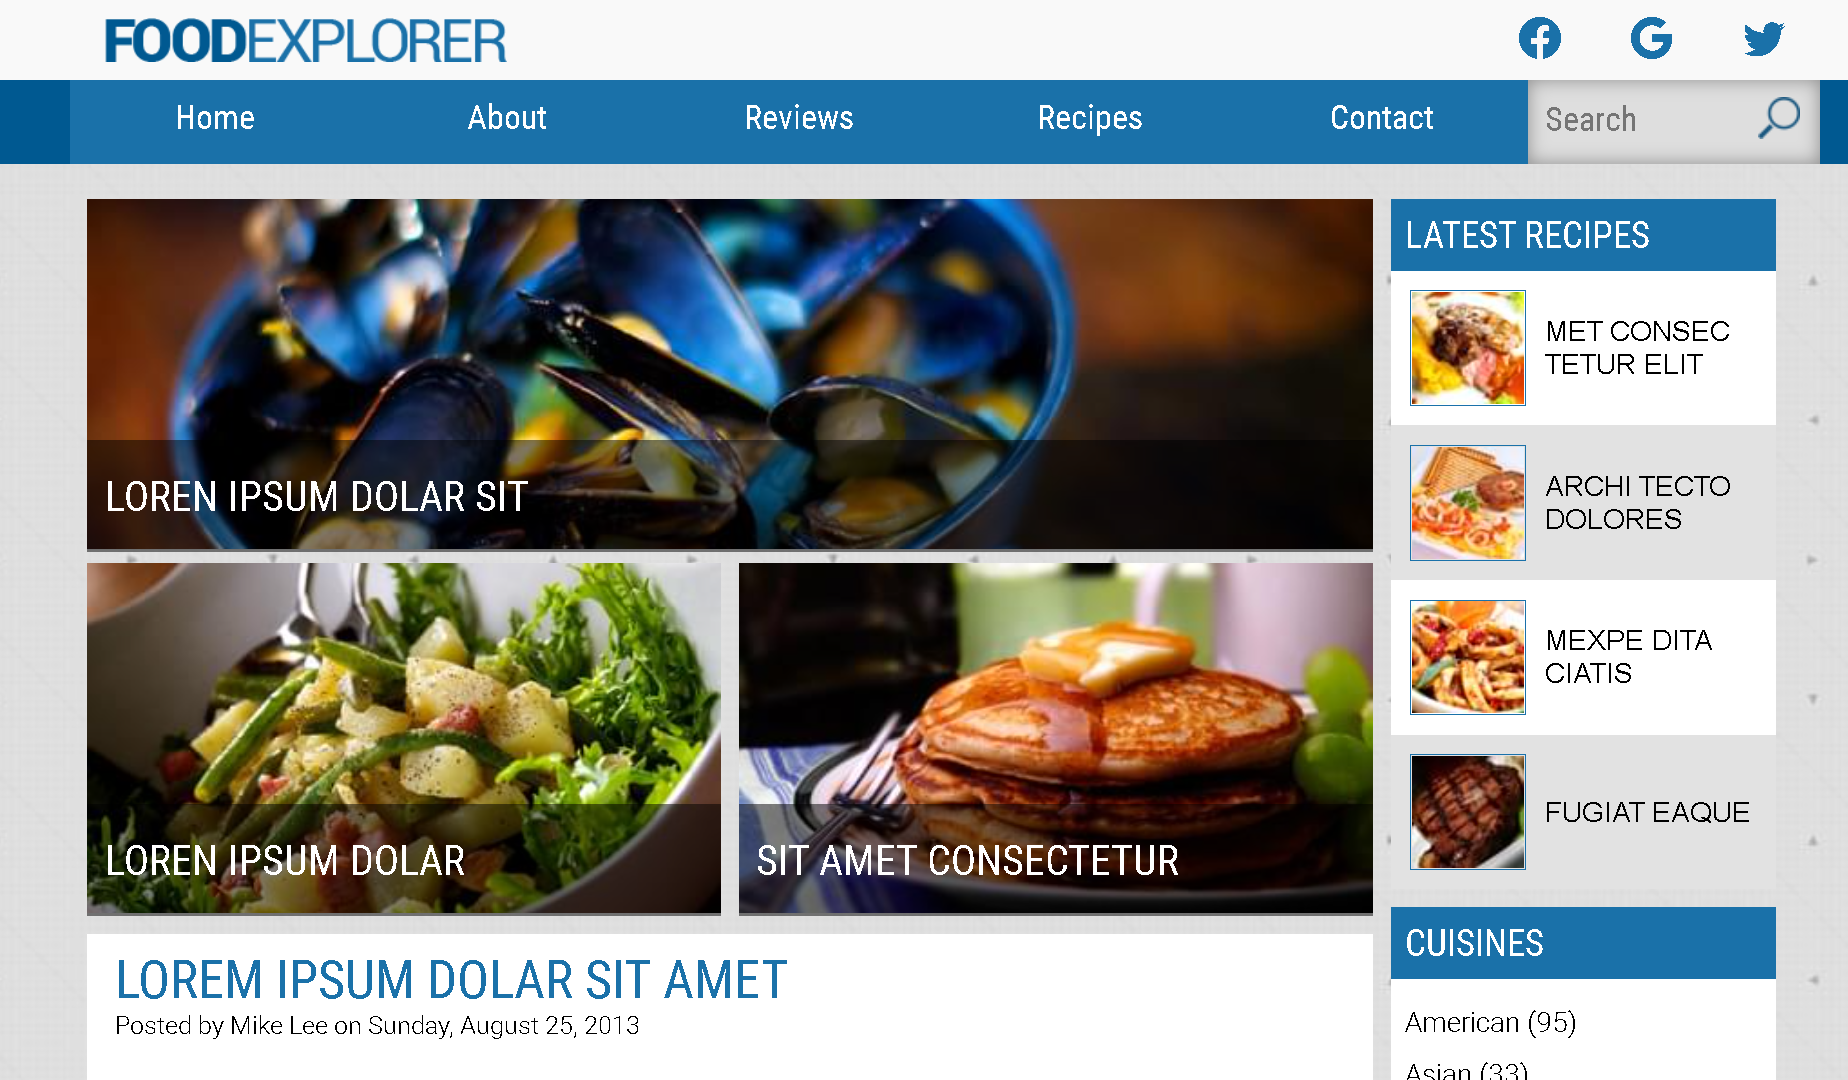 FOODEXPLORER
Home About Reviews Recipes Contact Search
LOREN IPSUM DOLAR SIT
LOREN IPSUM DOLAR
SIT AMET CONSECTETUR
LOREM IPSUM DOLAR SIT AMET
Posted by Mike Lee on Sunday, August 25, 2013
LATEST RECIPES
MET CONSEC
TETUR ELIT
ARCHI TECTO
DOLORES
MEXPE DITA
CIATIS
FUGIAT EAQUE
CUISINES
American (95)
Asian (33)